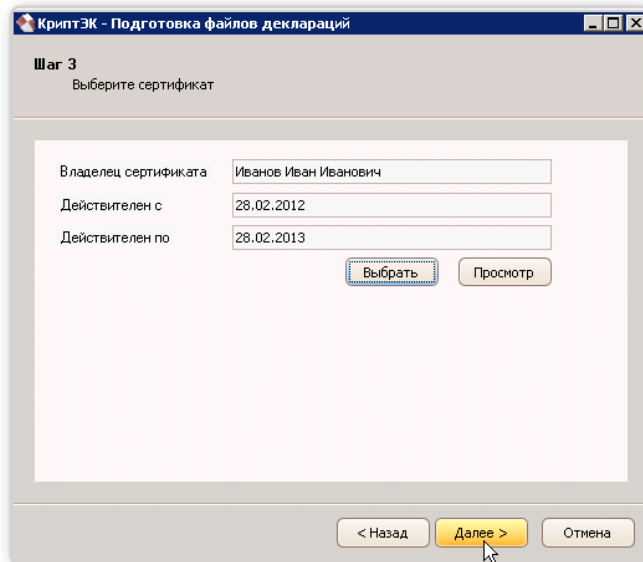 КриптЭК - Подготовка файлов деклараций
Шаг 3
Выберите сертификат
Владелец сертификата Иванов Иван Иванович
Действителен с 28.02.2012
Действителен по 28.02.2013
Выбрать Просмотр
< Назад Далее > Отмена